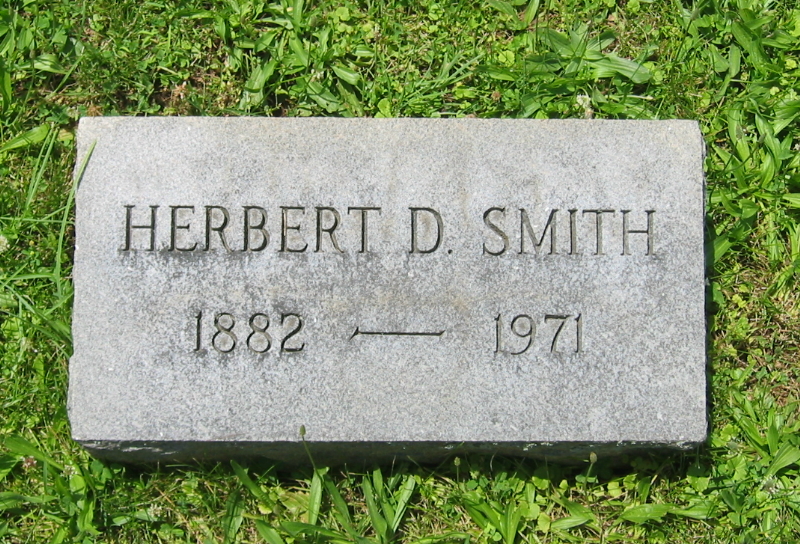 HERBERT D. SMITH
1882 — 1971